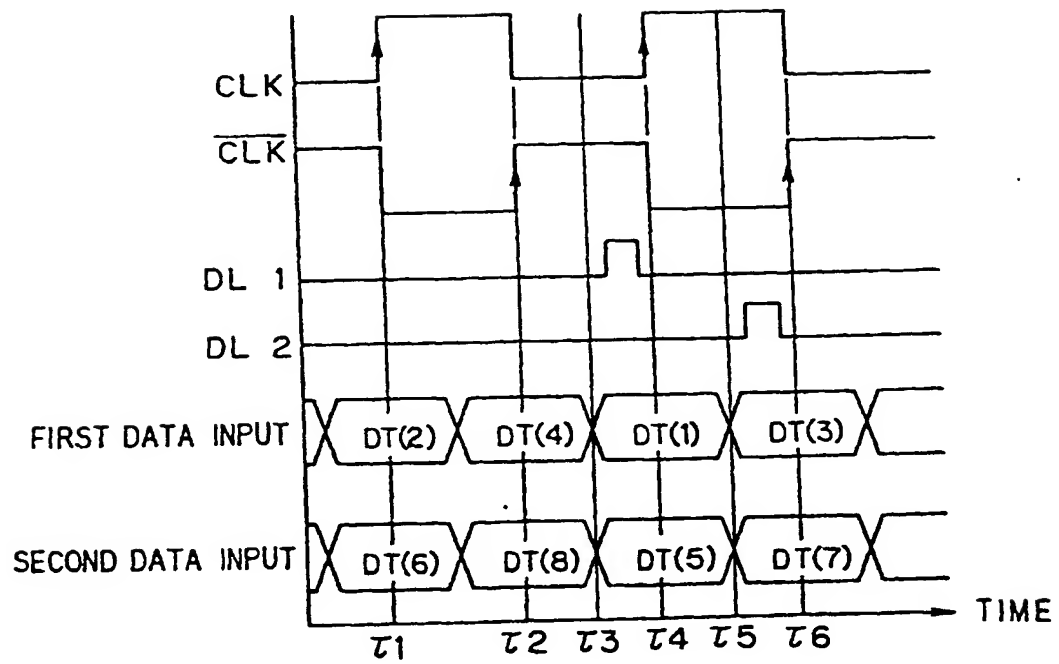 CLK
C̅L̅K̅
DL 1
DL 2
FIRST DATA INPUT DT(2) DT(4) DT(1) DT(3)
SECOND DATA INPUT DT(6) DT(8) DT(5) DT(7)
TIME
τ1 τ2 τ3 τ4 τ5 τ6